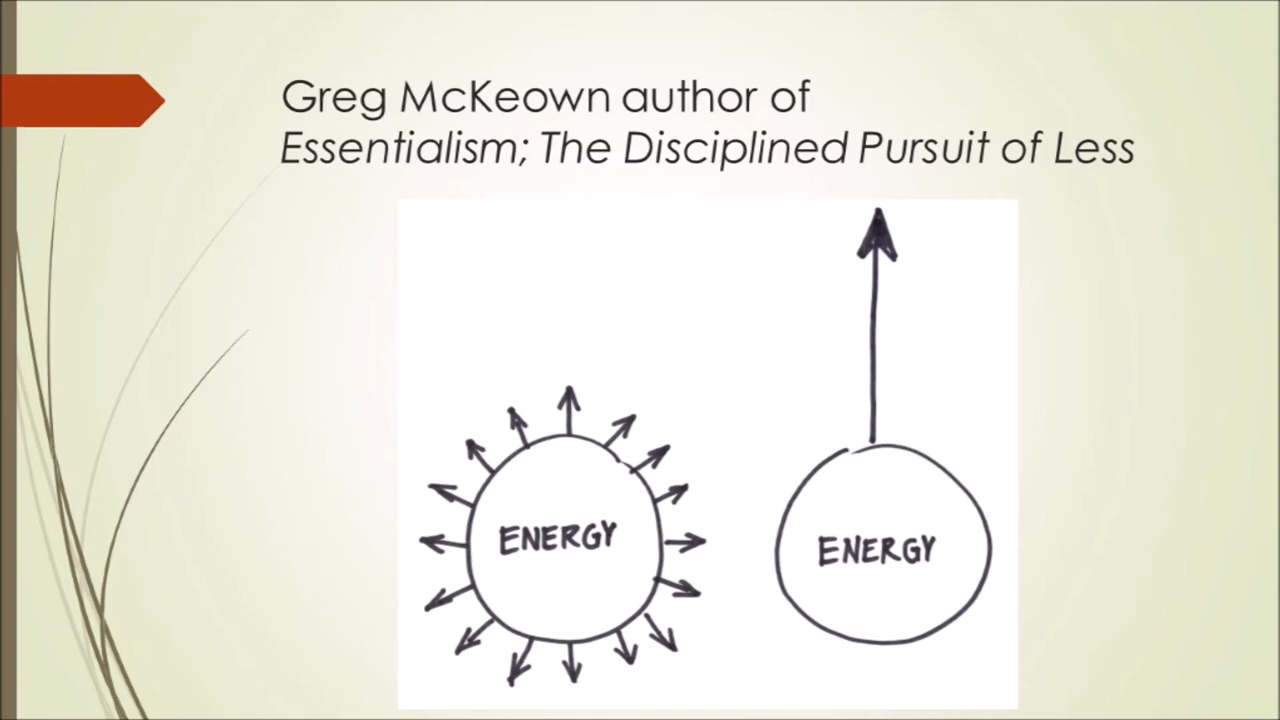 Greg McKeown author of
Essentialism; The Disciplined Pursuit of Less
ENERGY
ENERGY